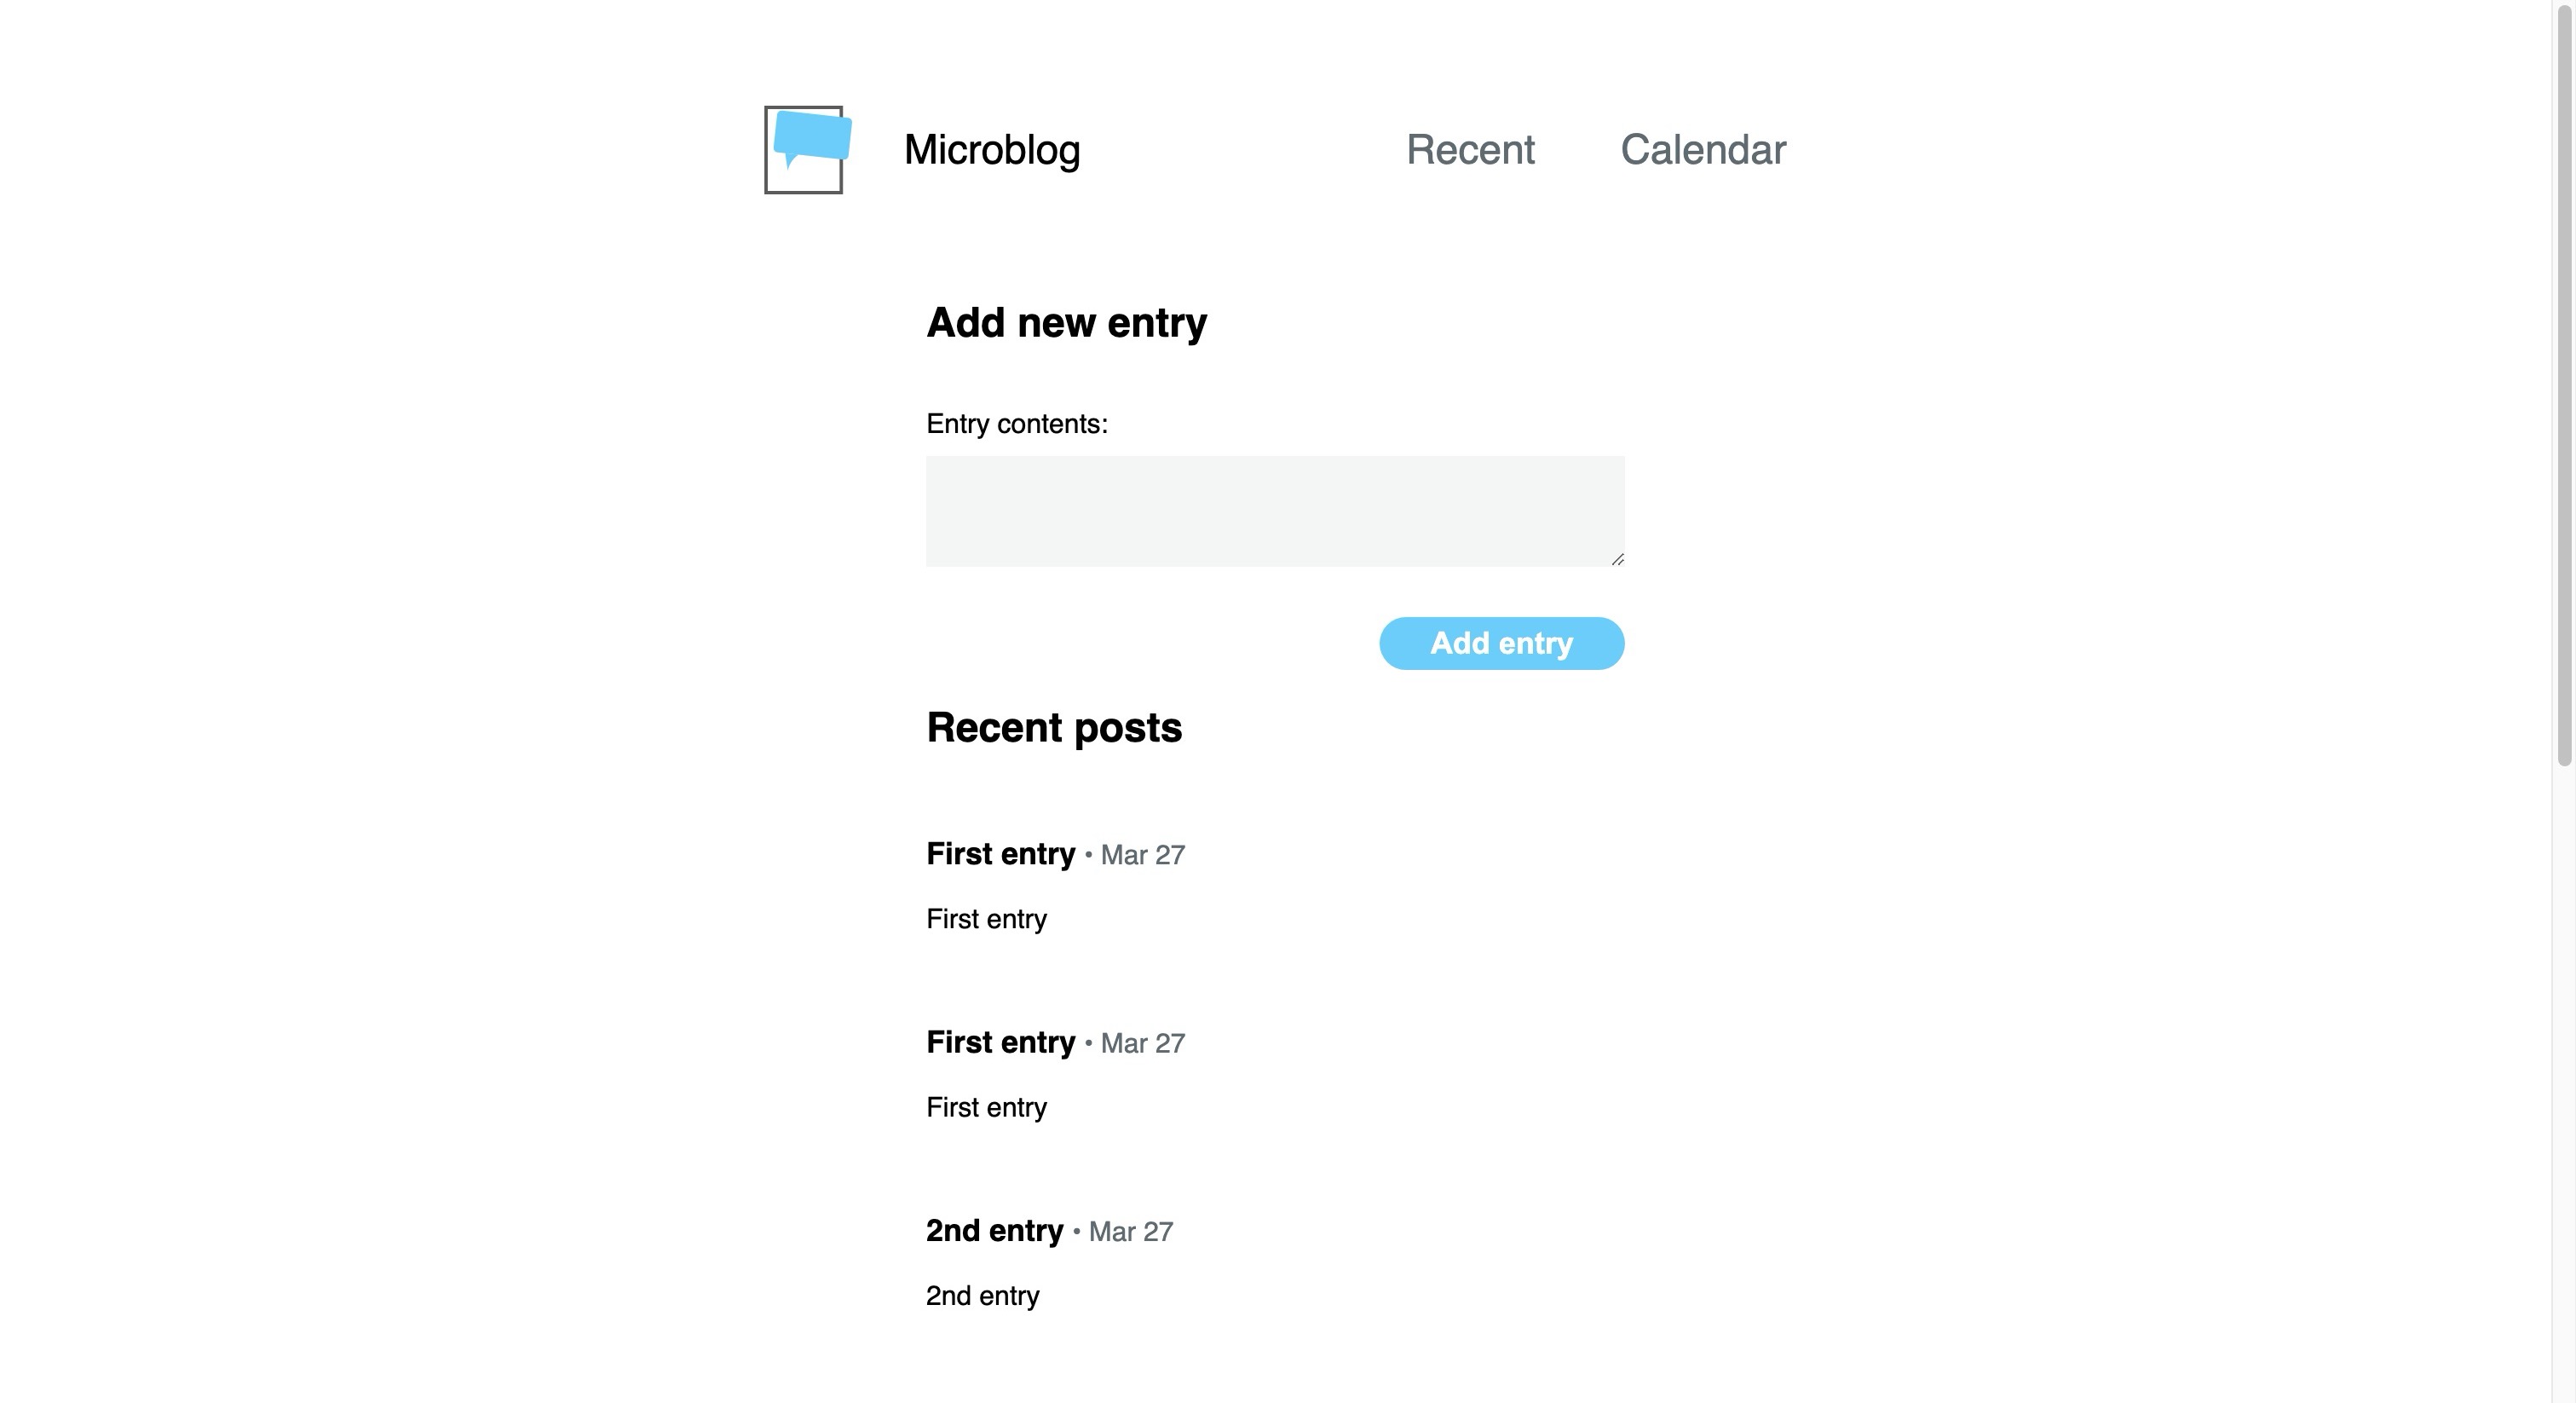 Microblog Recent Calendar
Add new entry
Entry contents:
Add entry
Recent posts
First entry • Mar 27
First entry
First entry • Mar 27
First entry
2nd entry • Mar 27
2nd entry